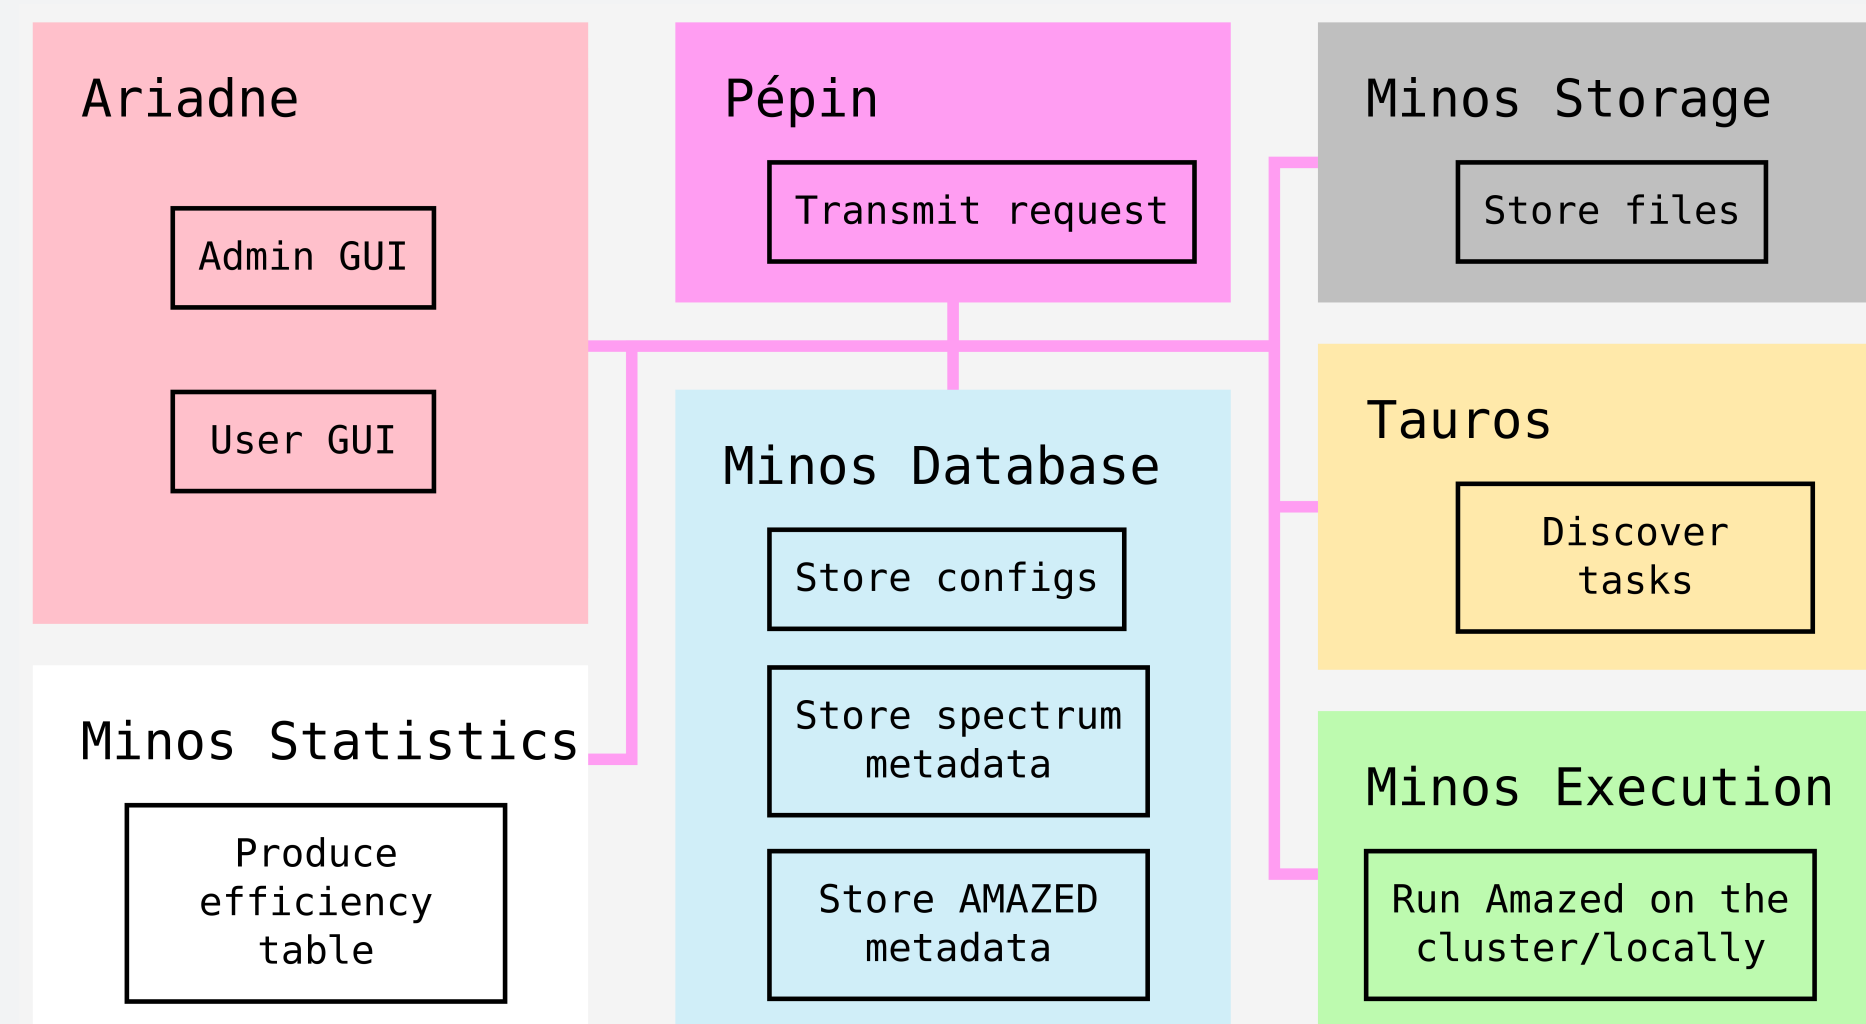 Ariadne
Admin GUI
User GUI
Minos Statistics
Produce
efficiency
table
Pépin
Transmit request
Minos Database
Store configs
Store spectrum
metadata
Store AMAZED
metadata
Minos Storage
Store files
Tauros
Discover
tasks
Minos Execution
Run Amazed on the
cluster/locally